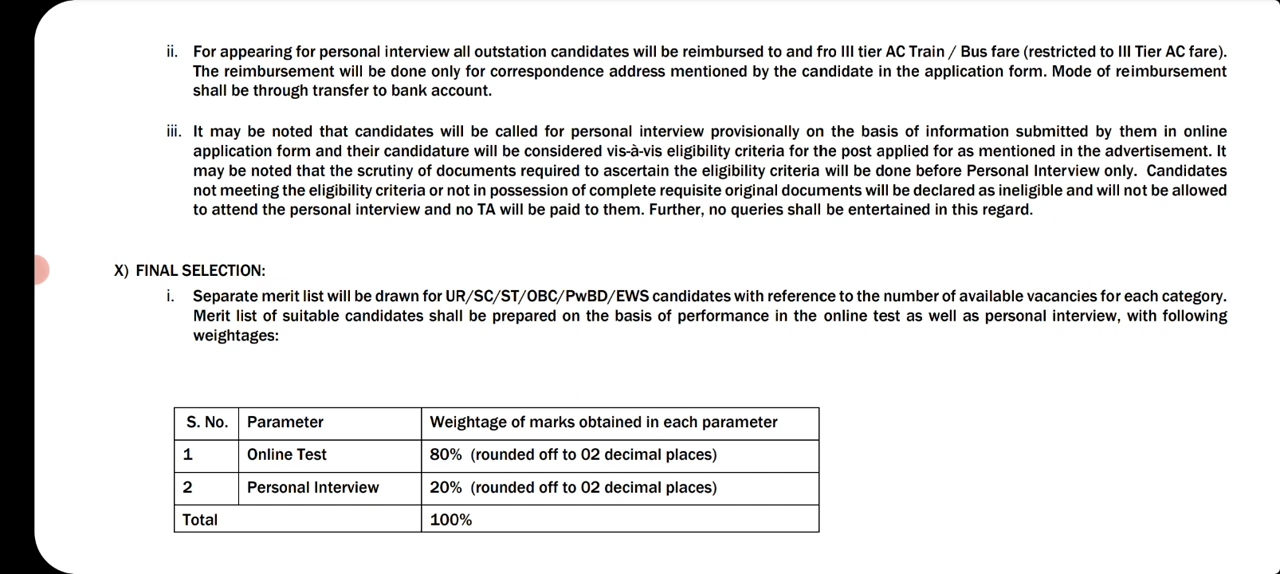 ii. For appearing for personal interview all outstation candidates will be reimbursed to and fro III tier AC Train / Bus fare (restricted to III Tier AC fare).
The reimbursement will be done only for correspondence address mentioned by the candidate in the application form. Mode of reimbursement
shall be through transfer to bank account.
iii. It may be noted that candidates will be called for personal interview provisionally on the basis of information submitted by them in online
application form and their candidature will be considered vis-à-vis eligibility criteria for the post applied for as mentioned in the advertisement. It
may be noted that the scrutiny of documents required to ascertain the eligibility criteria will be done before Personal Interview only. Candidates
not meeting the eligibility criteria or not in possession of complete requisite original documents will be declared as ineligible and will not be allowed
to attend the personal interview and no TA will be paid to them. Further, no queries shall be entertained in this regard.
X) FINAL SELECTION:
i. Separate merit list will be drawn for UR/SC/ST/OBC/PwBD/EWS candidates with reference to the number of available vacancies for each category.
Merit list of suitable candidates shall be prepared on the basis of performance in the online test as well as personal interview, with following
weightages:
S. No. Parameter Weightage of marks obtained in each parameter
1 Online Test 80% (rounded off to 02 decimal places)
2 Personal Interview 20% (rounded off to 02 decimal places)
Total 100%